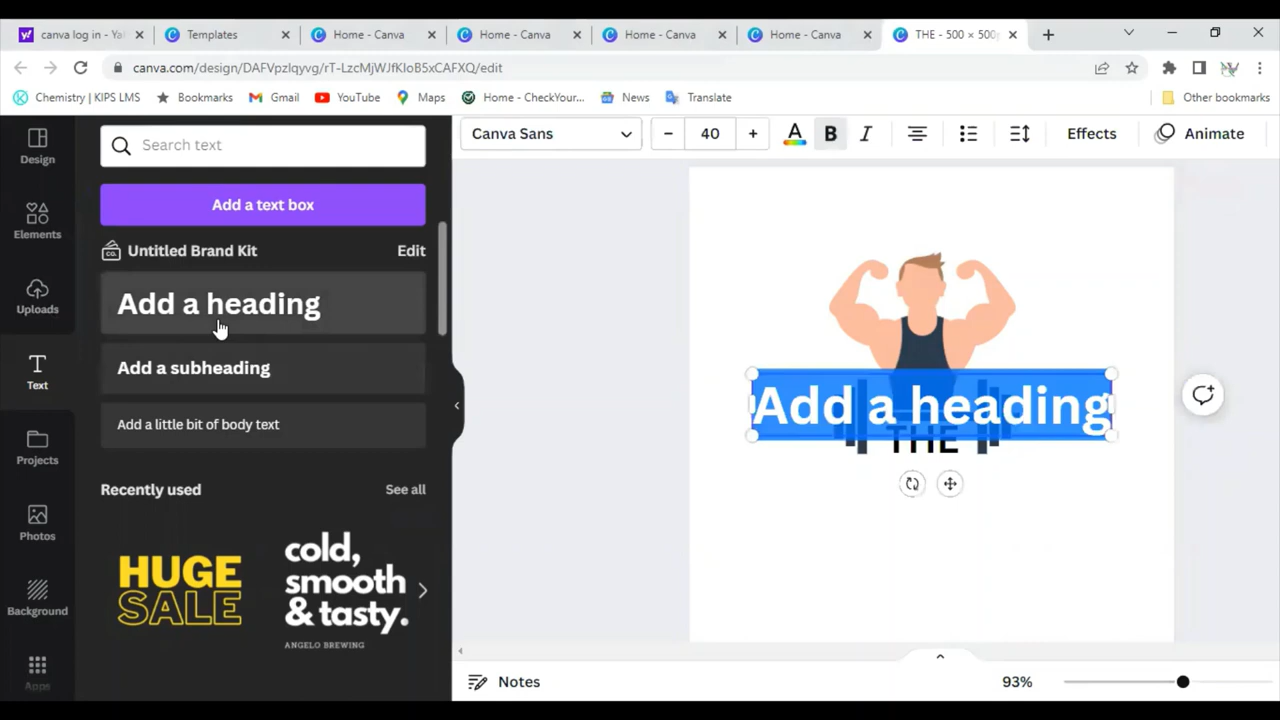 canva log in - Ya
Templates
Home - Canva
Home - Canva
Home - Canva
Home - Canva
THE - 500 × 500
canva.com/design/DAFVpzIqyvg/rT-LzcMjWJfKIoB5xCAFXQ/edit
Chemistry | KIPS LMS
Bookmarks
Gmail
YouTube
Maps
Home - CheckYour...
News
Translate
Other bookmarks
Design
Elements
Uploads
Text
Projects
Photos
Background
Apps
Search text
Add a text box
CO.
Untitled Brand Kit
Edit
Add a heading
Add a subheading
Add a little bit of body text
Recently used
See all
HUGE
SALE
cold,
smooth
& tasty.
ANGELO BREWING
Canva Sans
– 40 +
A
B
I
Effects
Animate
Add a heading
THE
Notes
93%